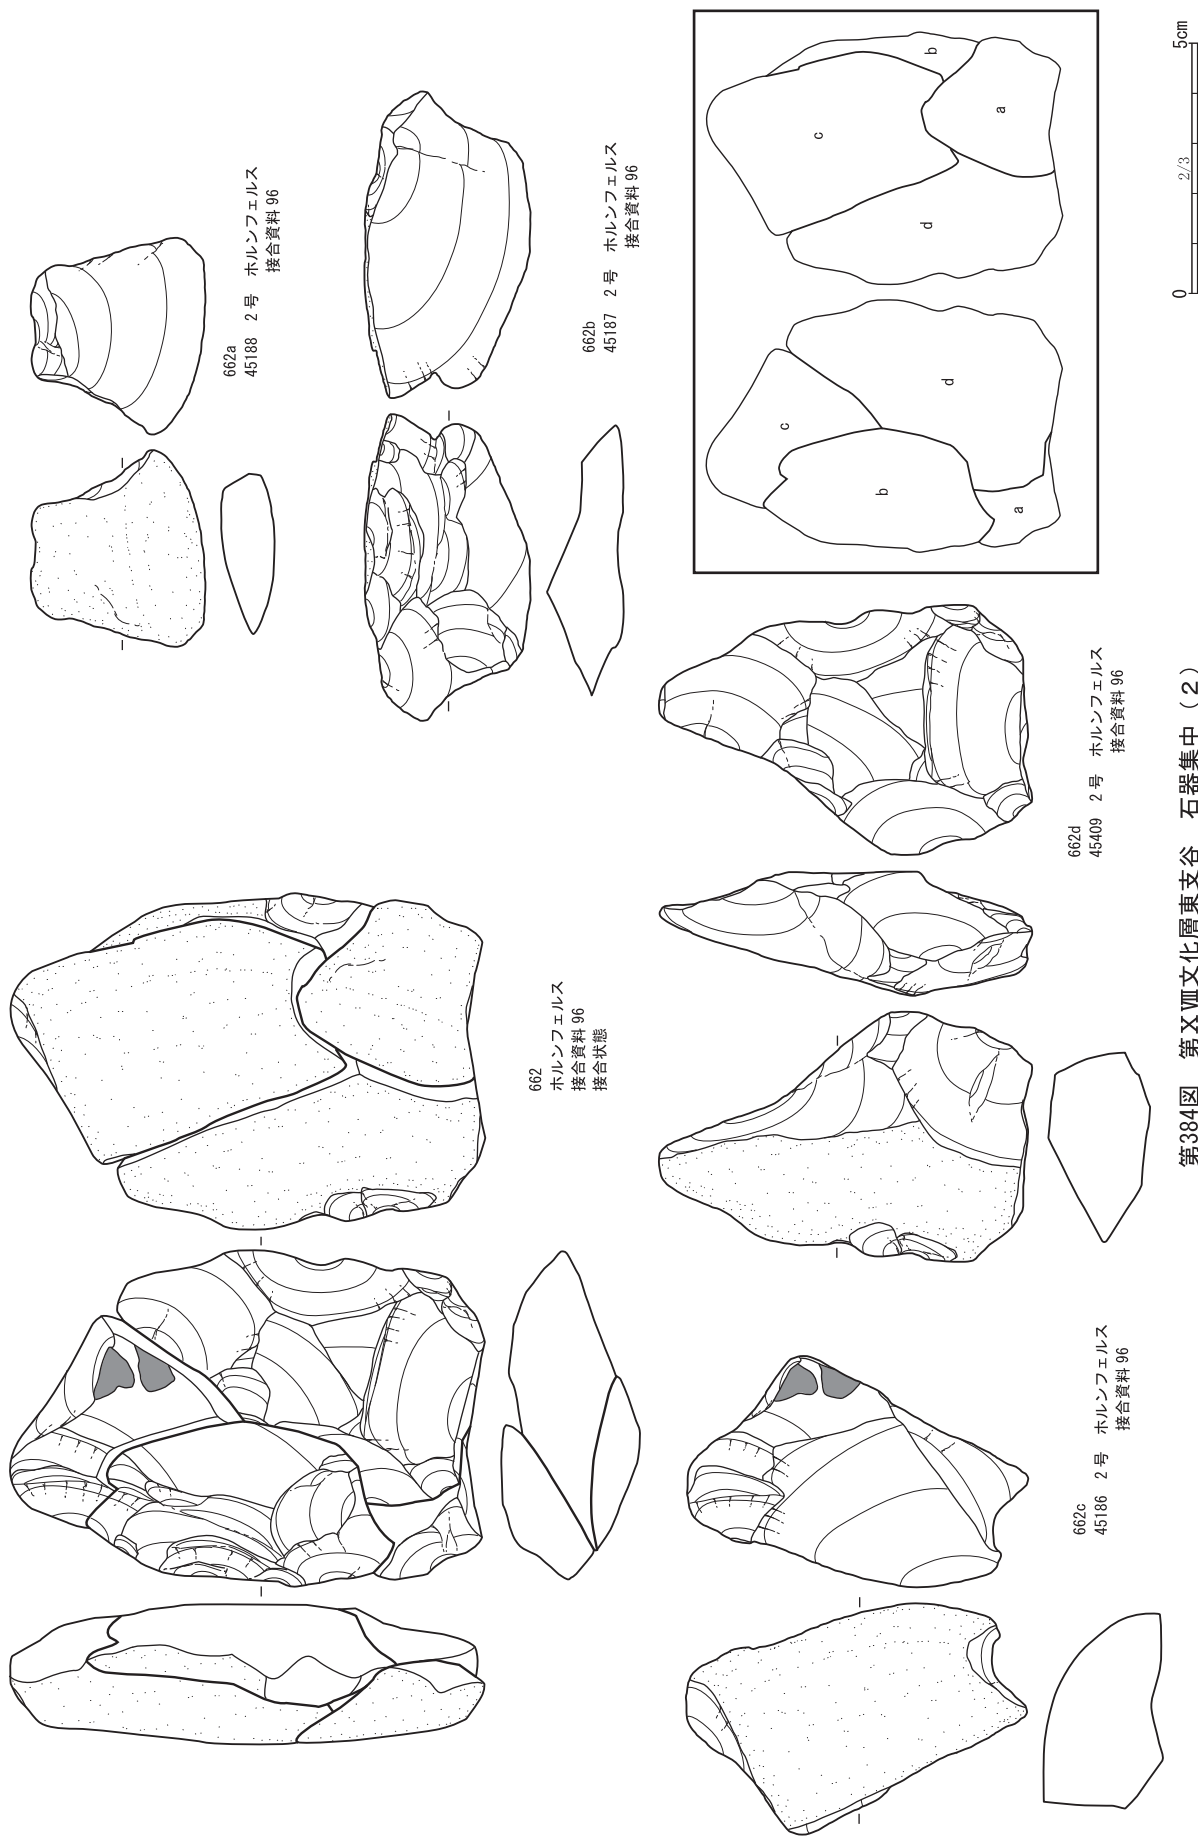 662
ホルンフェルス
接合資料 96
接合状態
662a
45188 2 号 ホルンフェルス
接合資料 96
662b
45187 2 号 ホルンフェルス
接合資料 96
662c
45186 2 号 ホルンフェルス
接合資料 96
662d
45409 2 号 ホルンフェルス
接合資料 96
c
b
d
a
b
c
d
a
0 2/3 5cm
第384図 第ⅩⅧ文化層東支谷 石器集中（２）